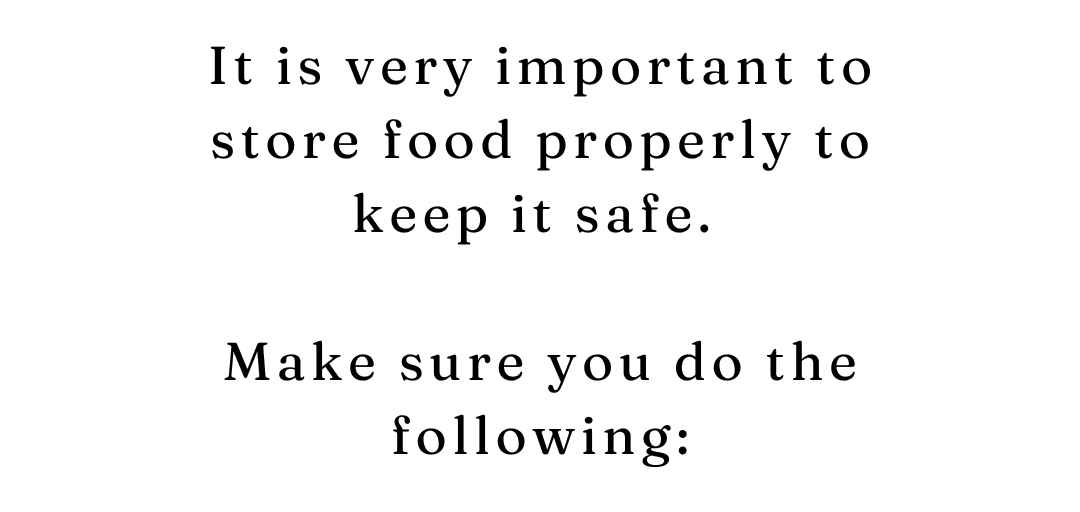 It is very important to
store food properly to
keep it safe.
Make sure you do the
following: